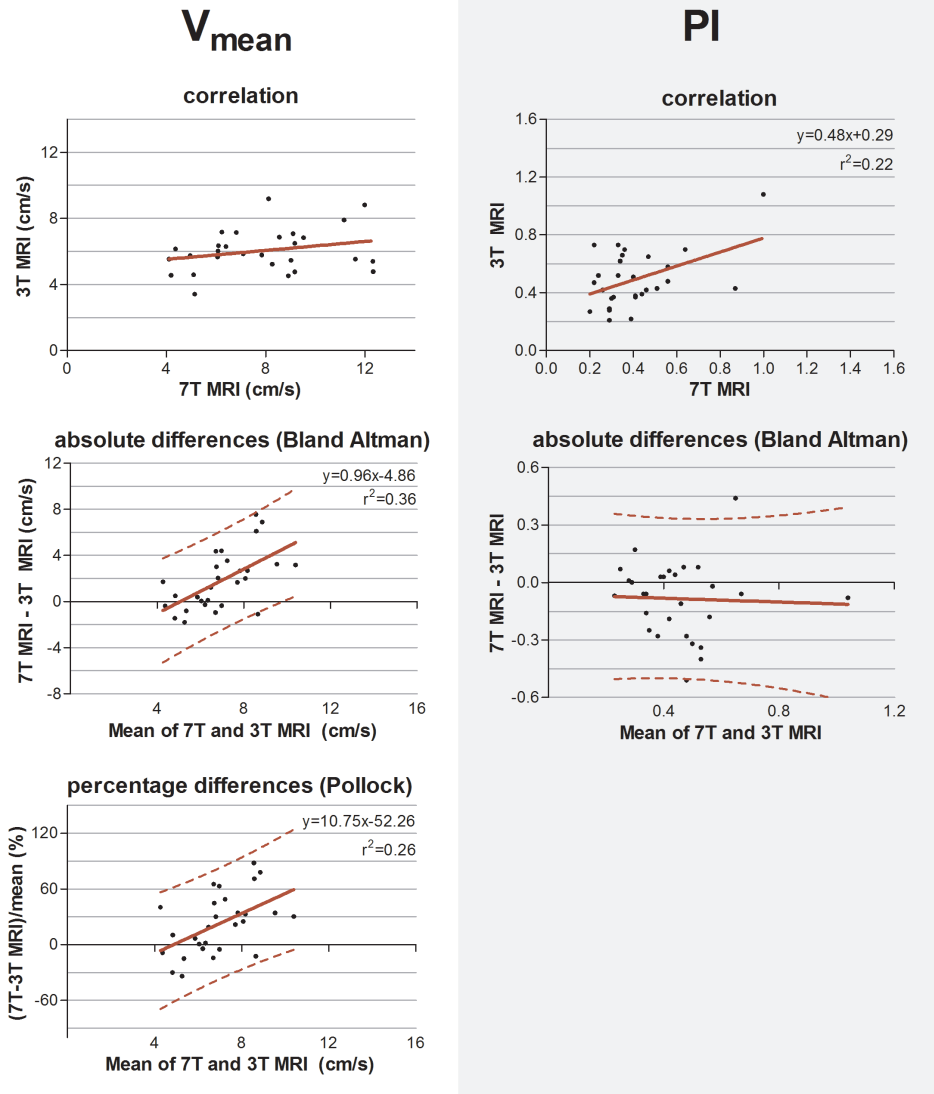 Vmean
correlation
12
8
4
0
0 4 8 12
3T MRI (cm/s)
7T MRI (cm/s)
absolute differences (Bland Altman)
y=0.96x-4.86
r²=0.36
12
8
4
0
-4
-8
4 8 12 16
7T MRI - 3T MRI (cm/s)
Mean of 7T and 3T MRI (cm/s)
percentage differences (Pollock)
y=10.75x-52.26
r²=0.26
120
60
0
-60
4 8 12 16
(7T-3T MRI)/mean (%)
Mean of 7T and 3T MRI (cm/s)
PI
correlation
y=0.48x+0.29
r²=0.22
1.6
1.2
0.8
0.4
0.0
0.0 0.2 0.4 0.6 0.8 1.0 1.2 1.4 1.6
3T MRI
7T MRI
absolute differences (Bland Altman)
0.6
0.3
0.0
-0.3
-0.6
0.4 0.8 1.2
7T MRI - 3T MRI
Mean of 7T and 3T MRI